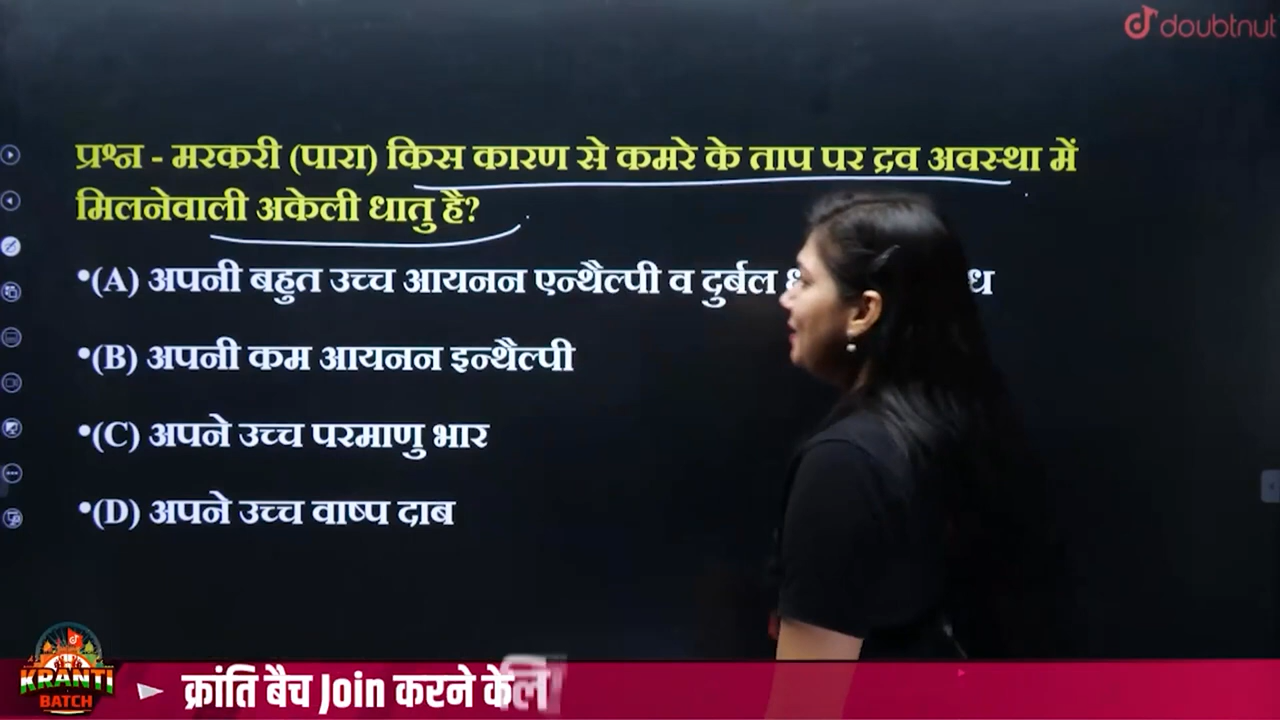 doubtnut
प्रश्न - मरकरी (पारा) किस कारण से कमरे के ताप पर द्रव अवस्था में
मिलनेवाली अकेली धातु है?
•(A) अपनी बहुत उच्च आयनन एन्थैल्पी व दुर्बल
•(B) अपनी कम आयनन इन्थैल्पी
•(C) अपने उच्च परमाणु भार
•(D) अपने उच्च वाष्प दाब
KRANTI
BATCH
क्रांति बैच Join करने के लि